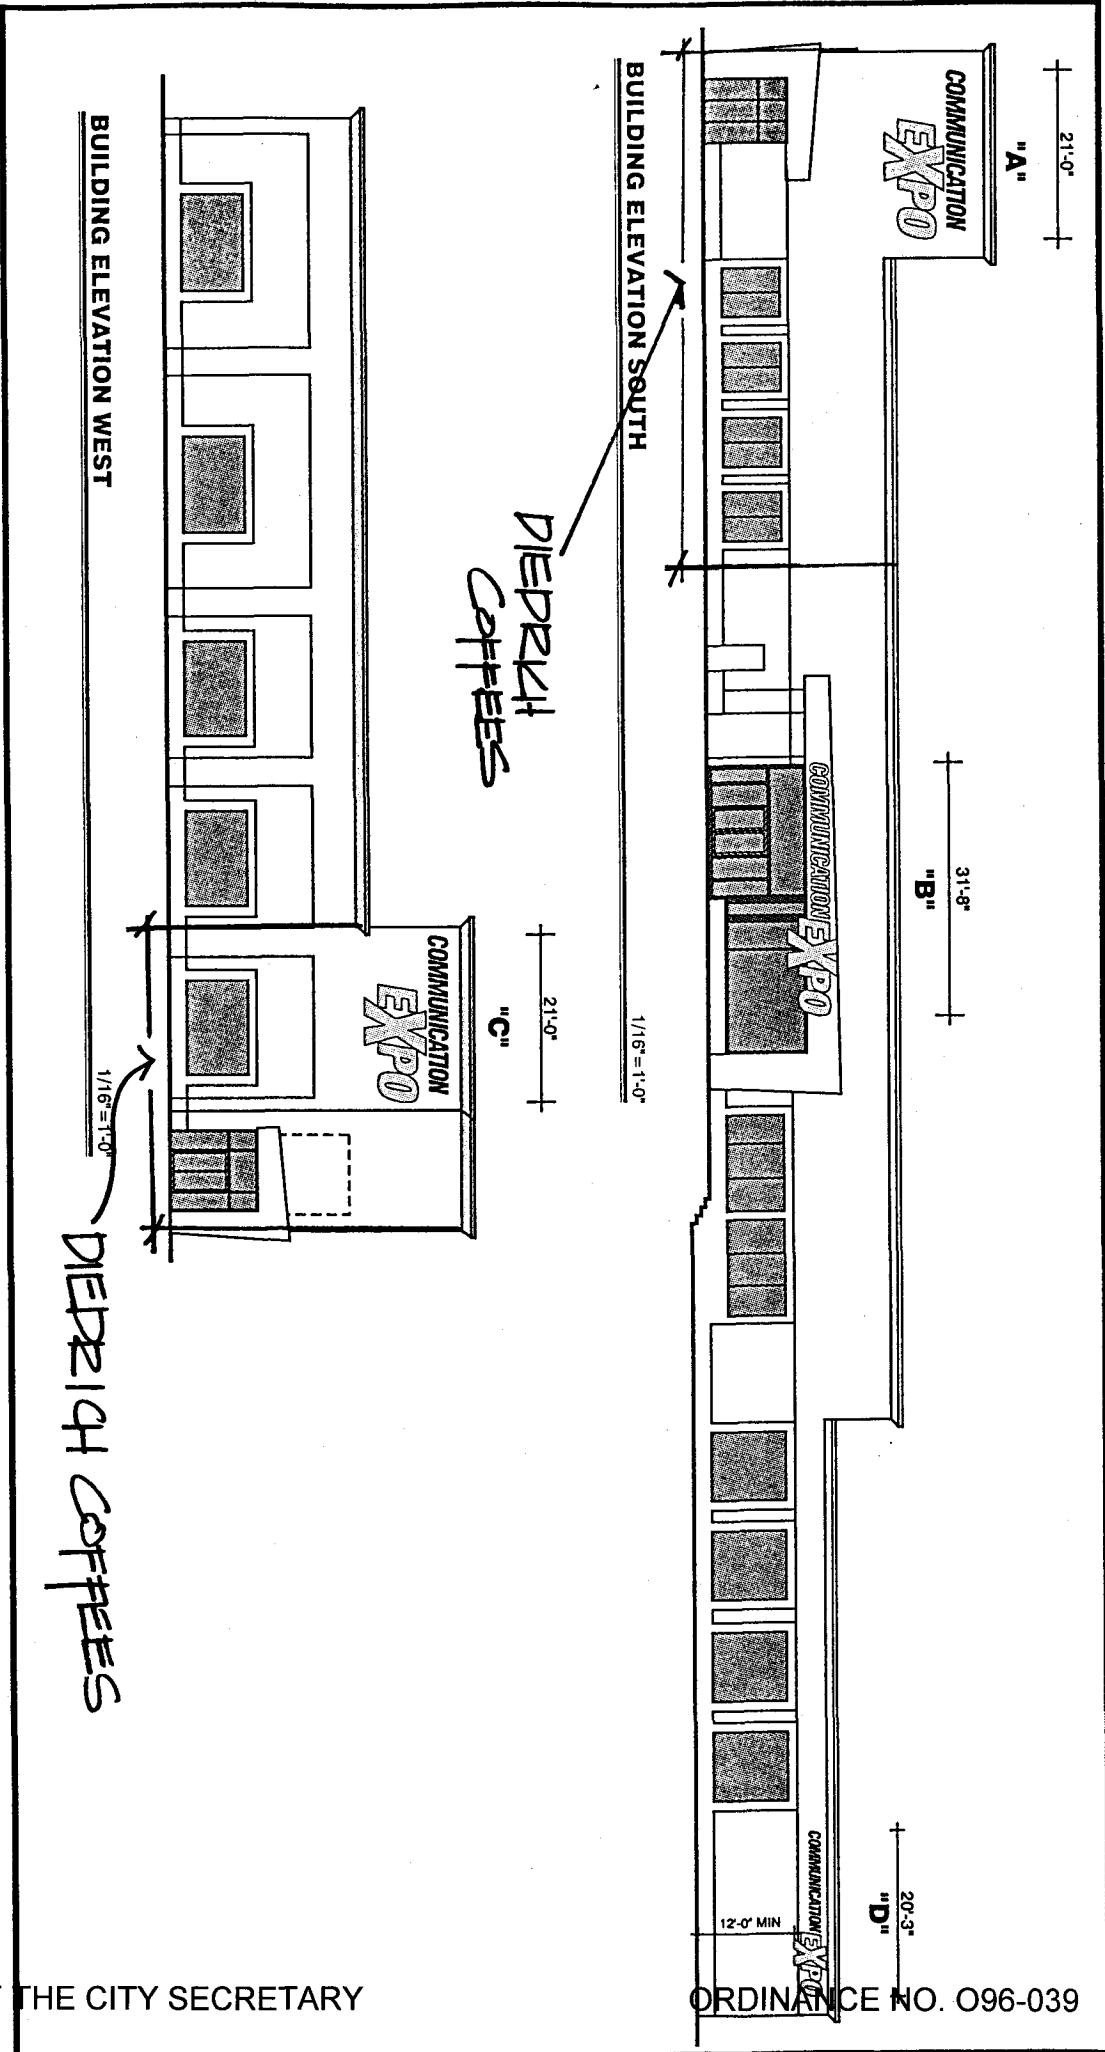 21'-0"
"A"
COMMUNICATION
EXPO
31'-8"
"B"
COMMUNICATION EXPO
20'-3"
"D"
COMMUNICATION EXPO
12'-0" MIN
BUILDING ELEVATION SOUTH
1/16" = 1'-0"
COFFEES
21'-0"
"C"
COMMUNICATION
EXPO
BUILDING ELEVATION WEST
1/16" = 1'-0"
DIEDRICH COFFEES
THE CITY SECRETARY
ORDINANCE NO. O96-039